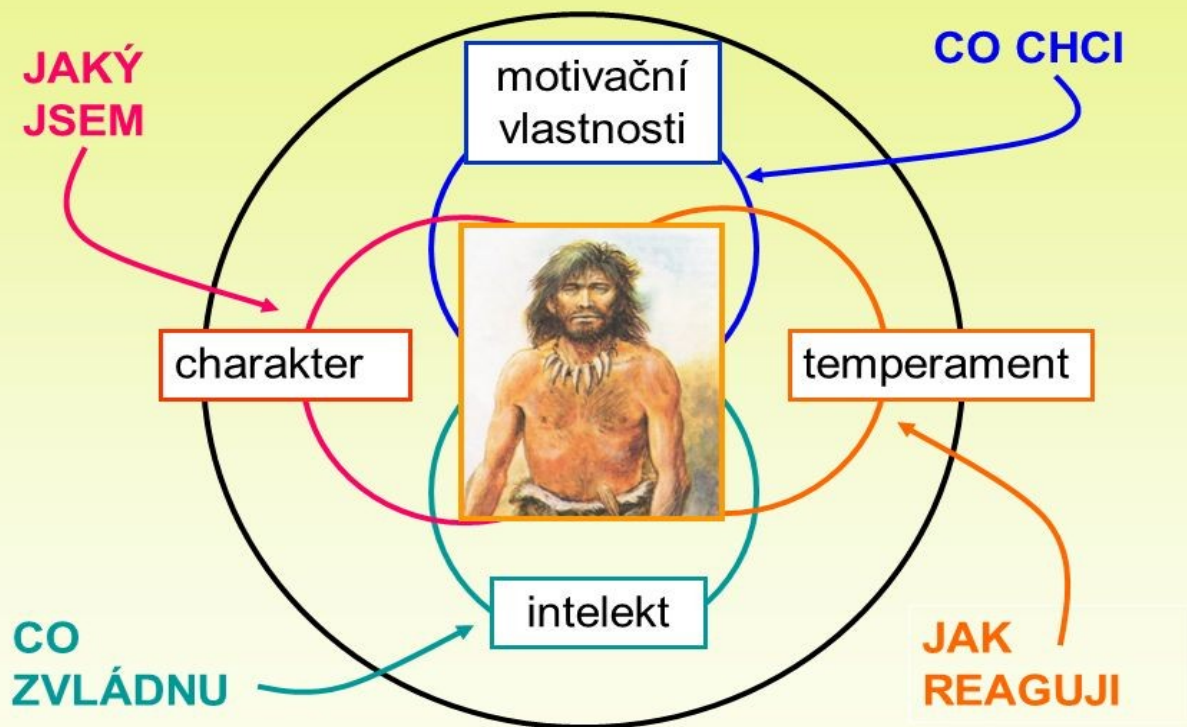 JAKÝ
JSEM
motivační
vlastnosti
CO CHCI
charakter
temperament
intelekt
CO
ZVLÁDNU
JAK
REAGUJI